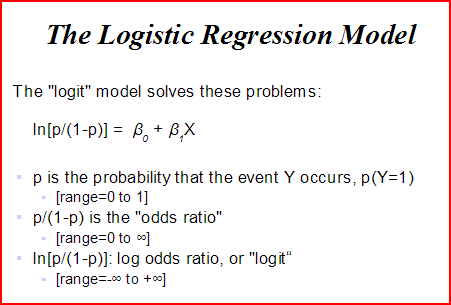 The Logistic Regression Model
The "logit" model solves these problems:
ln[p/(1-p)] = β₀ + β₁X
▪ p is the probability that the event Y occurs, p(Y=1)
▪ [range=0 to 1]
▪ p/(1-p) is the "odds ratio"
▪ [range=0 to ∞]
▪ ln[p/(1-p)]: log odds ratio, or "logit“
▪ [range=-∞ to +∞]